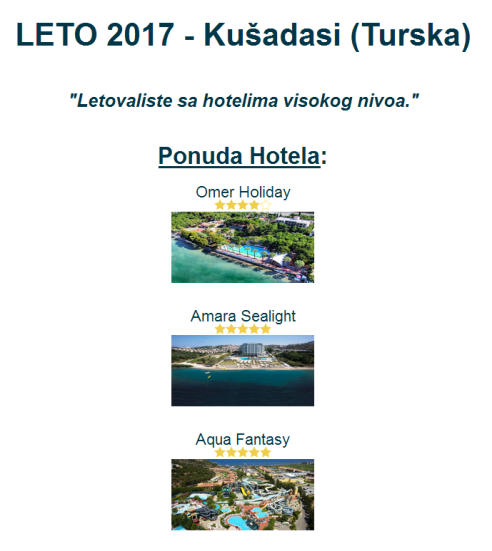 LETO 2017 - Kušadasi (Turska)
"Letovaliste sa hotelima visokog nivoa."
Ponuda Hotela:
Omer Holiday
Amara Sealight
Aqua Fantasy